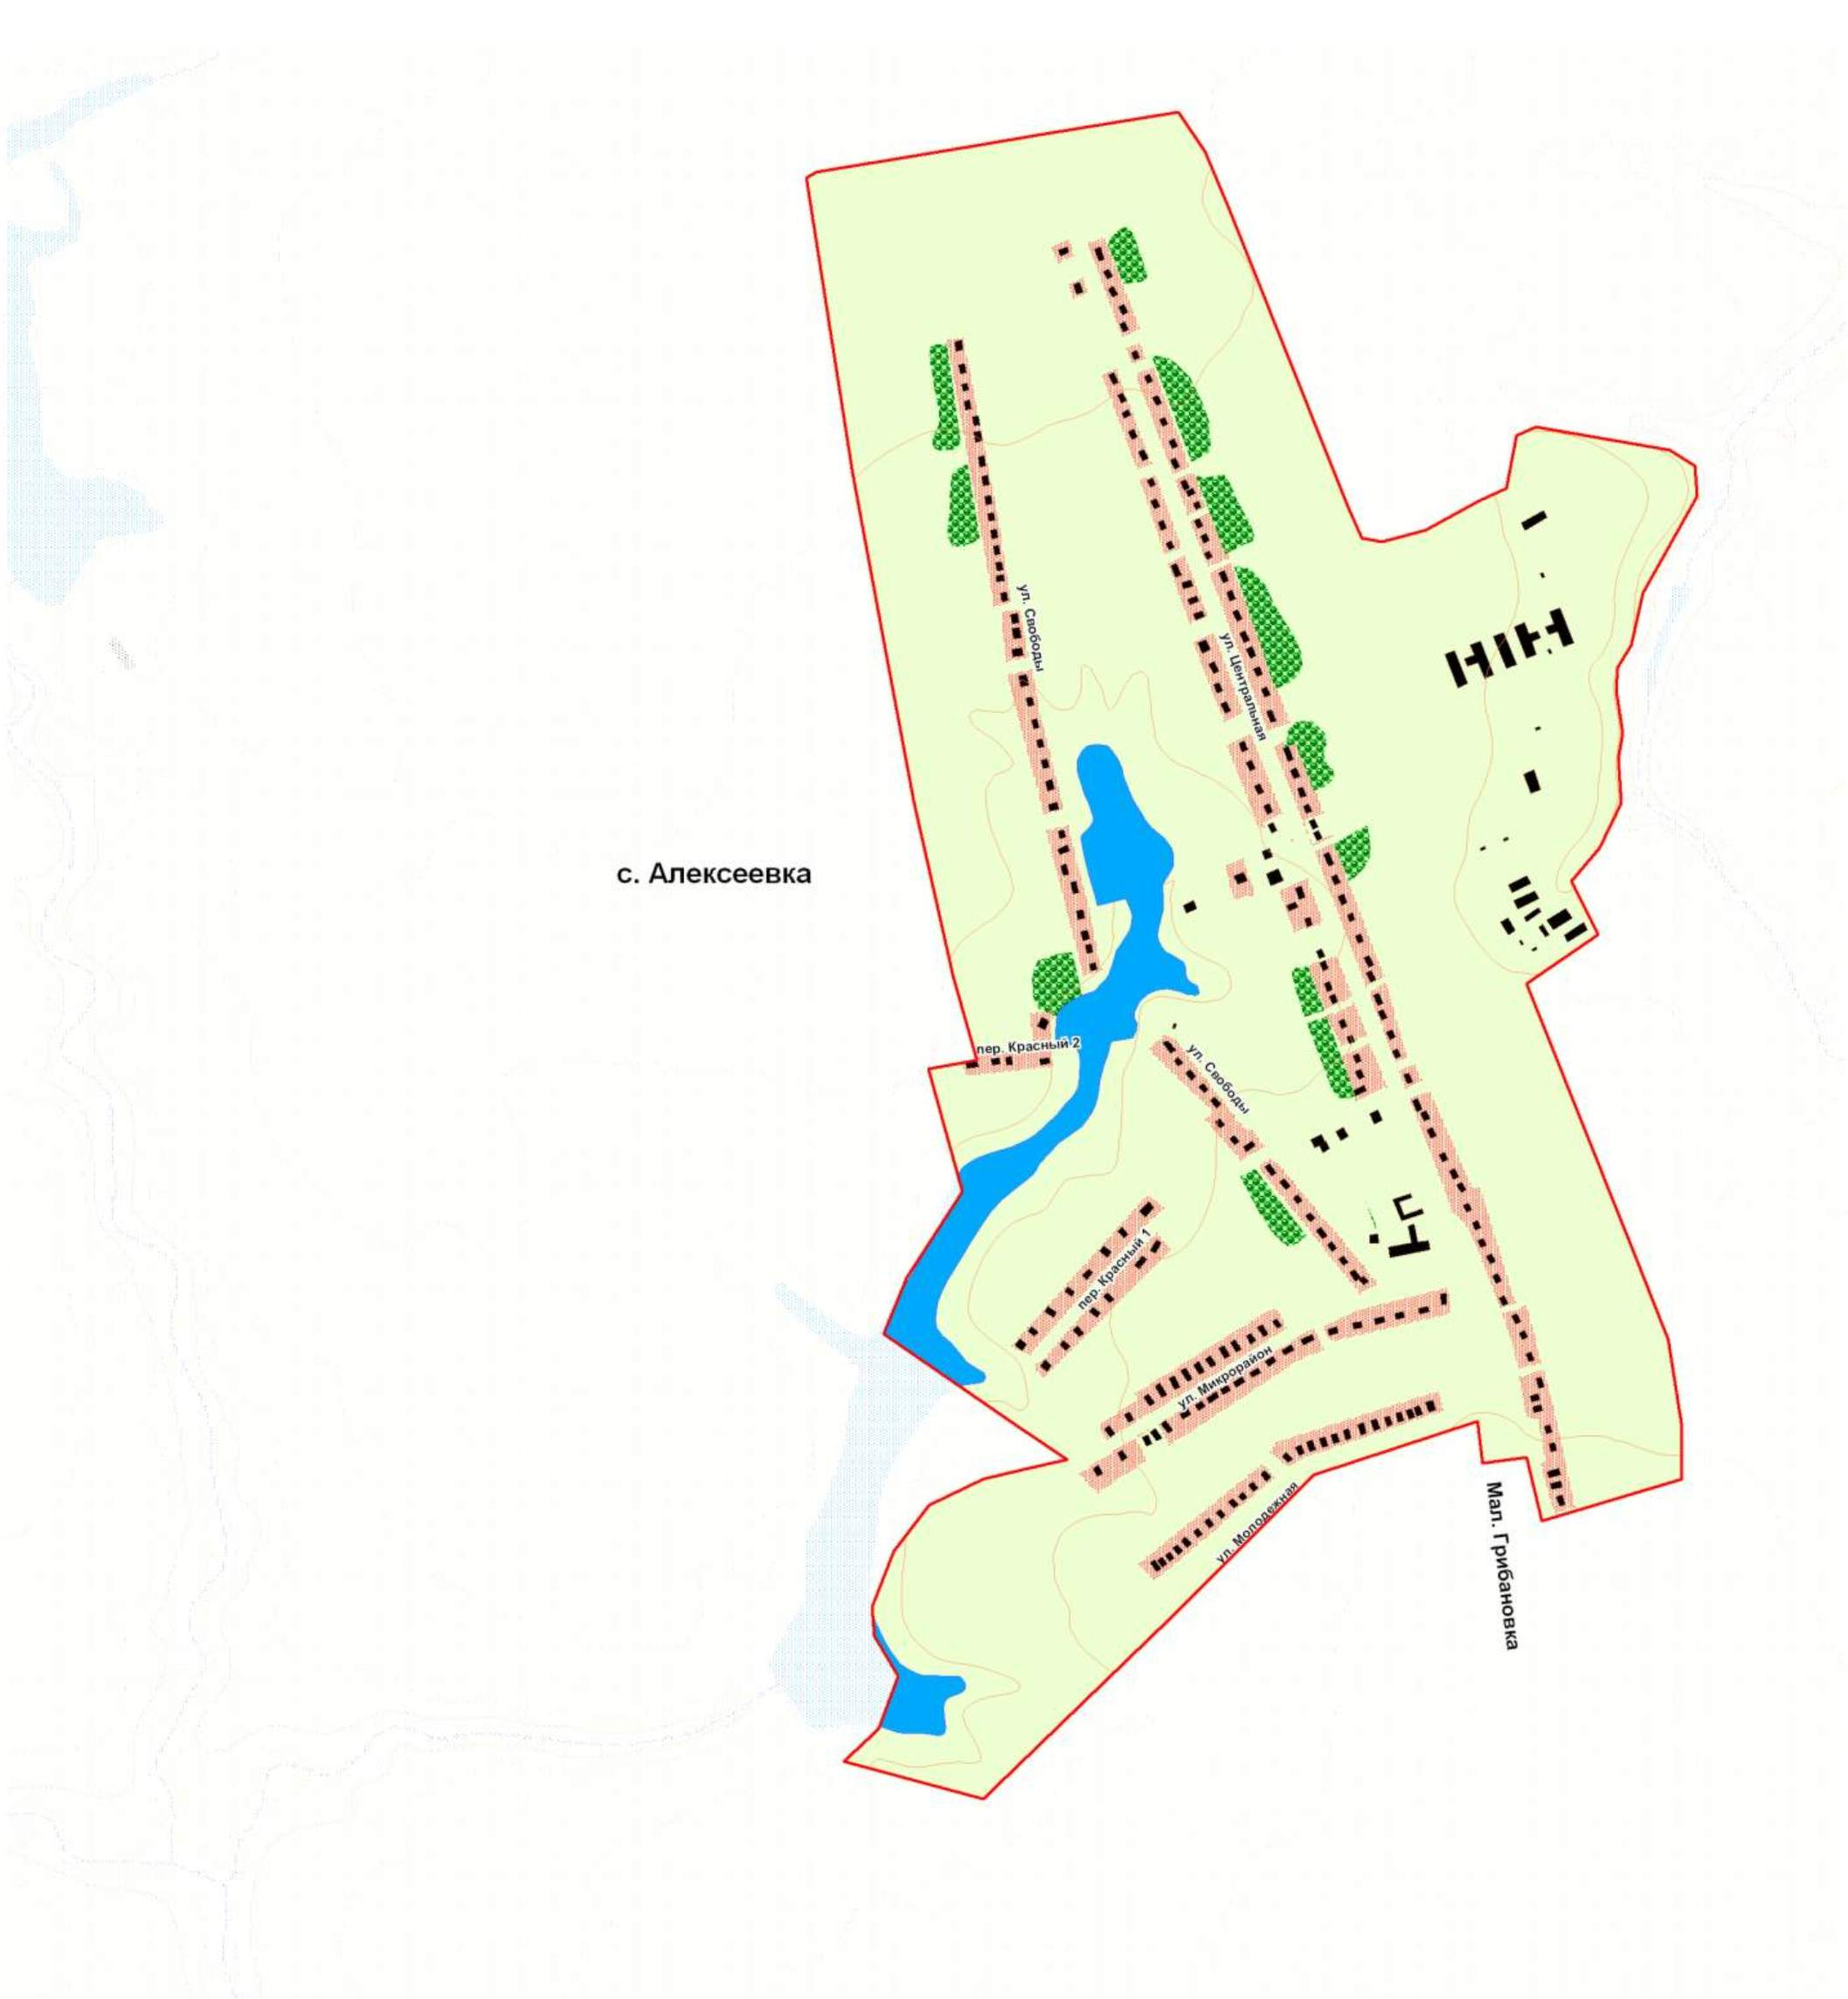 ул. Свободы
ул. Центральная
с. Алексеевка
пер. Красный 2
ул. Свободы
пер. Красный 1
ул. Микрорайон
ул. Молодежная
Мал. Грибановка